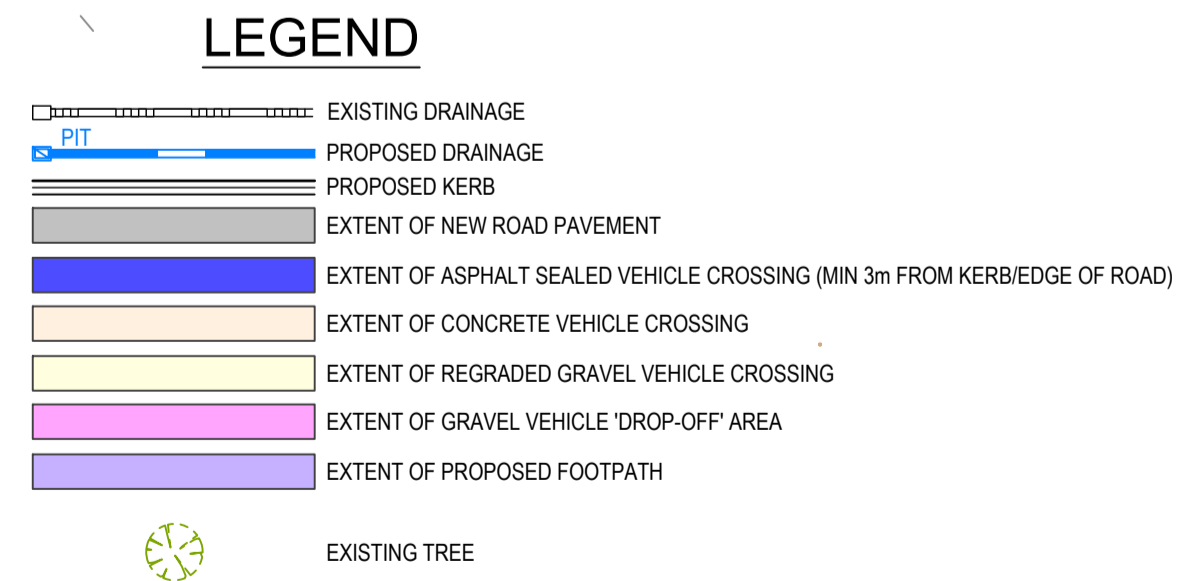 LEGEND
EXISTING DRAINAGE
PIT
PROPOSED DRAINAGE
PROPOSED KERB
EXTENT OF NEW ROAD PAVEMENT
EXTENT OF ASPHALT SEALED VEHICLE CROSSING (MIN 3m FROM KERB/EDGE OF ROAD)
EXTENT OF CONCRETE VEHICLE CROSSING
EXTENT OF REGRADED GRAVEL VEHICLE CROSSING
EXTENT OF GRAVEL VEHICLE 'DROP-OFF' AREA
EXTENT OF PROPOSED FOOTPATH
EXISTING TREE